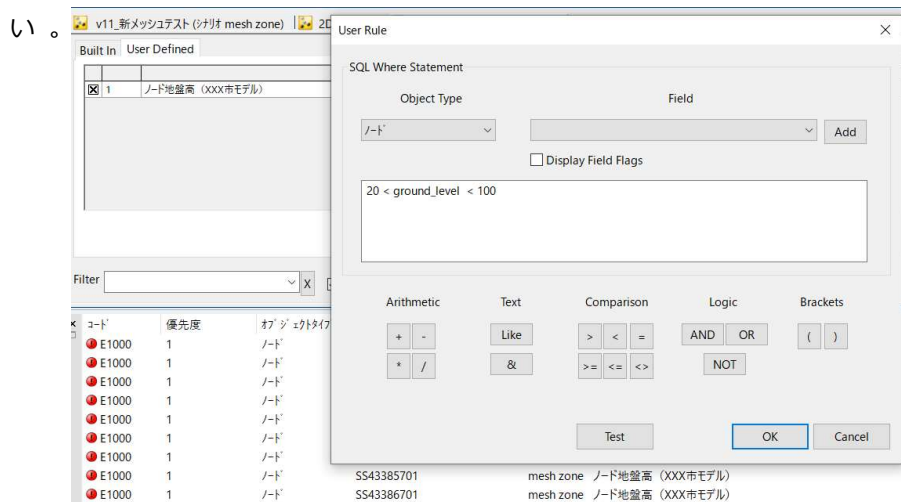 い 。
v11_新メッシュテスト (シナリオ mesh zone)
2D
Built In
User Defined
1 ノード地盤高（XXX市モデル）
Filter
X
コード 優先度 オブジェクトタイプ
E1000 1 ノード
E1000 1 ノード
E1000 1 ノード
E1000 1 ノード
E1000 1 ノード
E1000 1 ノード
E1000 1 ノード
E1000 1 ノード SS43385701 mesh zone ノード地盤高（XXX市モデル）
E1000 1 ノード SS43386701 mesh zone ノード地盤高（XXX市モデル）
User Rule
SQL Where Statement
Object Type Field
ノード Add
Display Field Flags
20 < ground_level < 100
Arithmetic Text Comparison Logic Brackets
+ - Like > < = AND OR ( )
* / & >= <= <> NOT
Test OK Cancel